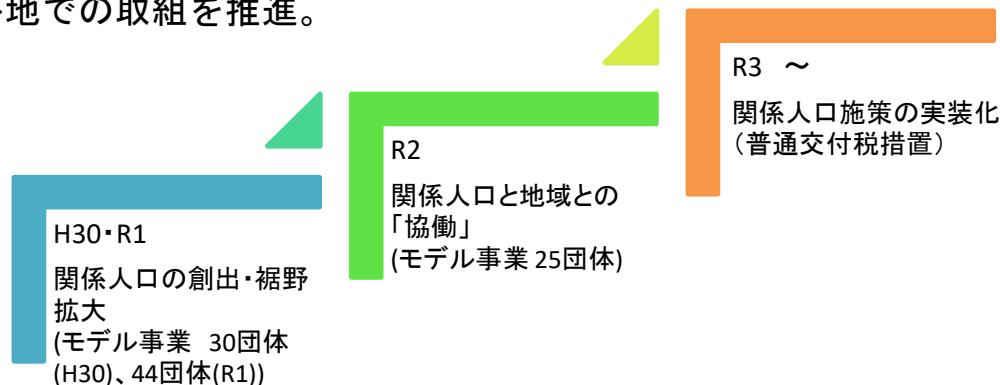 地での取組を推進。
H30・R1
関係人口の創出・裾野
拡大
(モデル事業　30団体
(H30)、44団体(R1))
R2
関係人口と地域との
「協働」
(モデル事業 25団体)
R3　～
関係人口施策の実装化
（普通交付税措置）